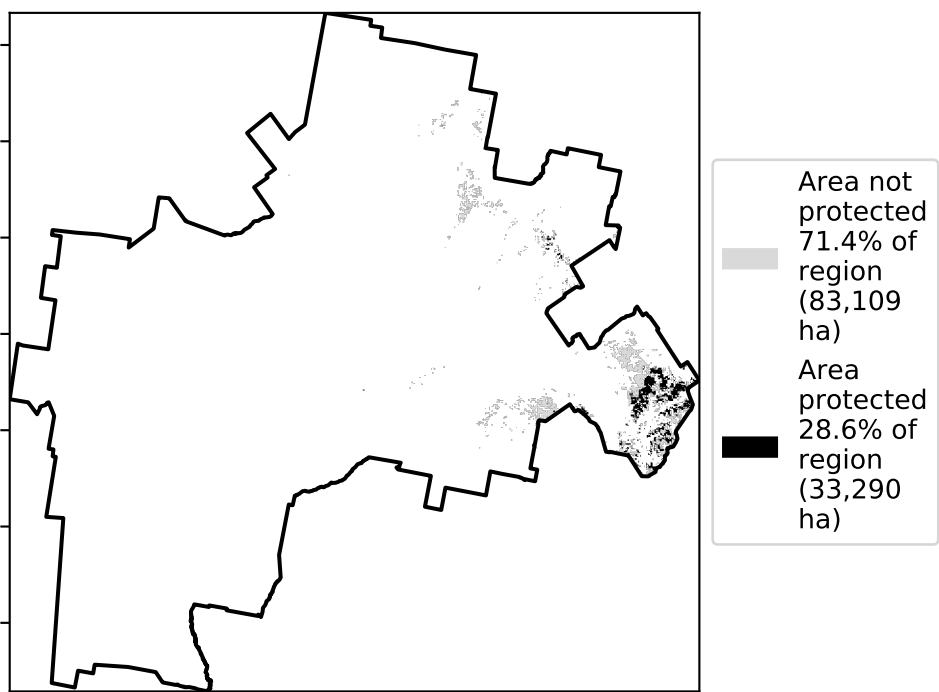 Area not
protected
71.4% of
region
(83,109
ha)
Area
protected
28.6% of
region
(33,290
ha)